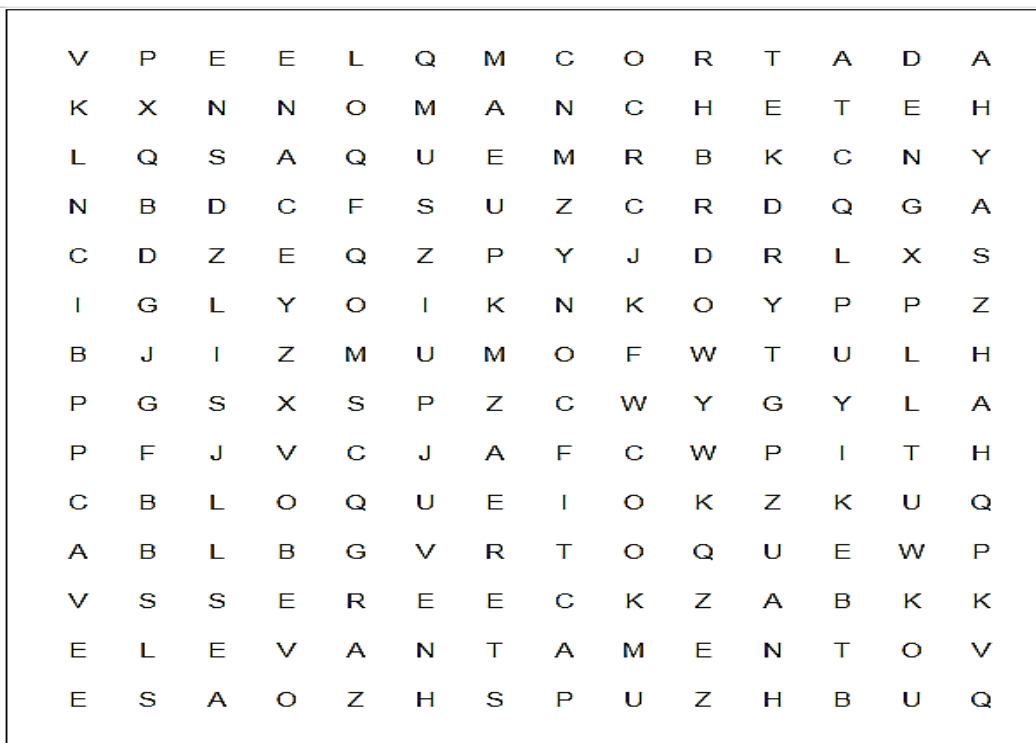 V P E E L Q M C O R T A D A
K X N N O M A N C H E T E H
L Q S A Q U E M R B K C N Y
N B D C F S U Z C R D Q G A
C D Z E Q Z P Y J D R L X S
I G L Y O I K N K O Y P P Z
B J I Z M U M O F W T U L H
P G S X S P Z C W Y G Y L A
P F J V C J A F C W P I T H
C B L O Q U E I O K Z K U Q
A B L B G V R T O Q U E W P
V S S E R E E C K Z A B K K
E L E V A N T A M E N T O V
E S A O Z H S P U Z H B U Q